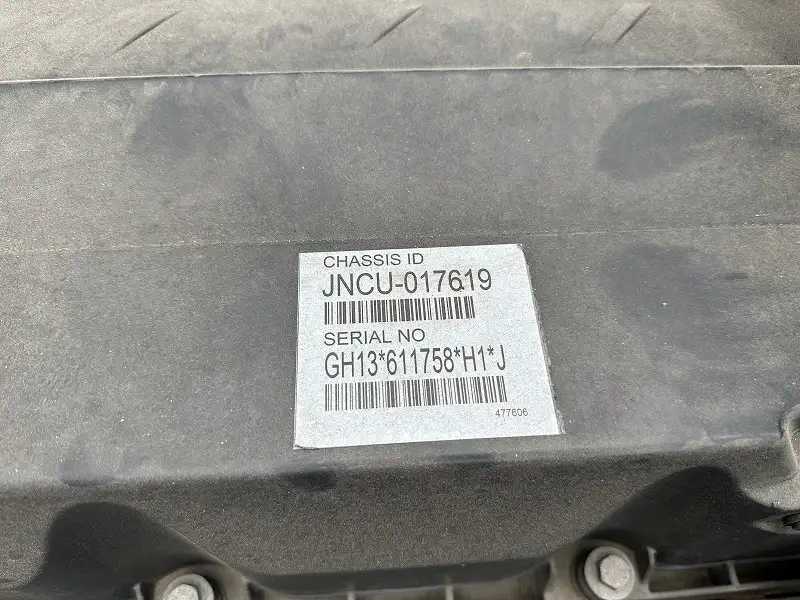 CHASSIS ID
JNCU-017619
SERIAL NO
GH13*611758*H1*J
477606